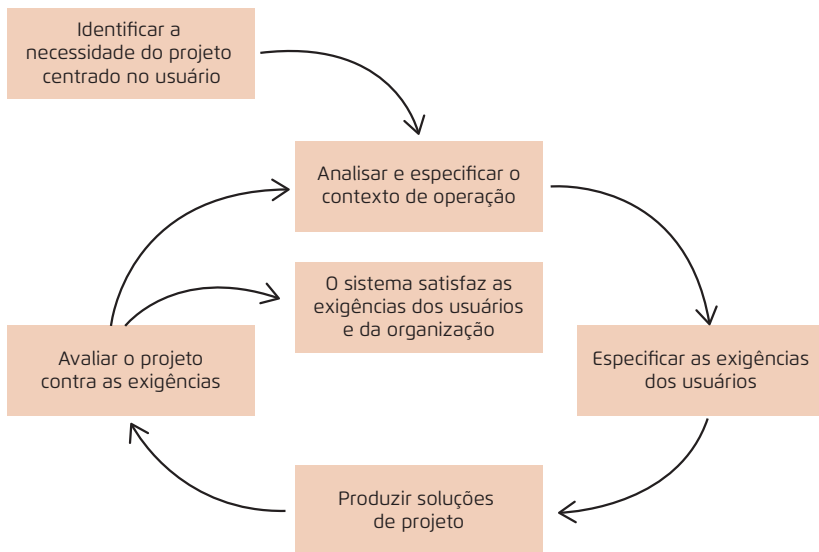 Identificar a
necessidade do projeto
centrado no usuário
Analisar e especificar o
contexto de operação
O sistema satisfaz as
exigências dos usuários
e da organização
Avaliar o projeto
contra as exigências
Especificar as exigências
dos usuários
Produzir soluções
de projeto